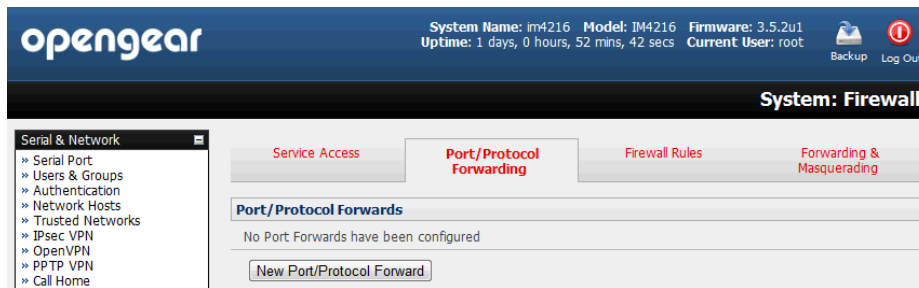 opengear
System Name: im4216 Model: IM4216 Firmware: 3.5.2u1
Uptime: 1 days, 0 hours, 52 mins, 42 secs Current User: root
Backup
Log Out
System: Firewall
Serial & Network
» Serial Port
» Users & Groups
» Authentication
» Network Hosts
» Trusted Networks
» IPsec VPN
» OpenVPN
» PPTP VPN
» Call Home
Service Access
Port/Protocol
Forwarding
Firewall Rules
Forwarding &
Masquerading
Port/Protocol Forwards
No Port Forwards have been configured
New Port/Protocol Forward